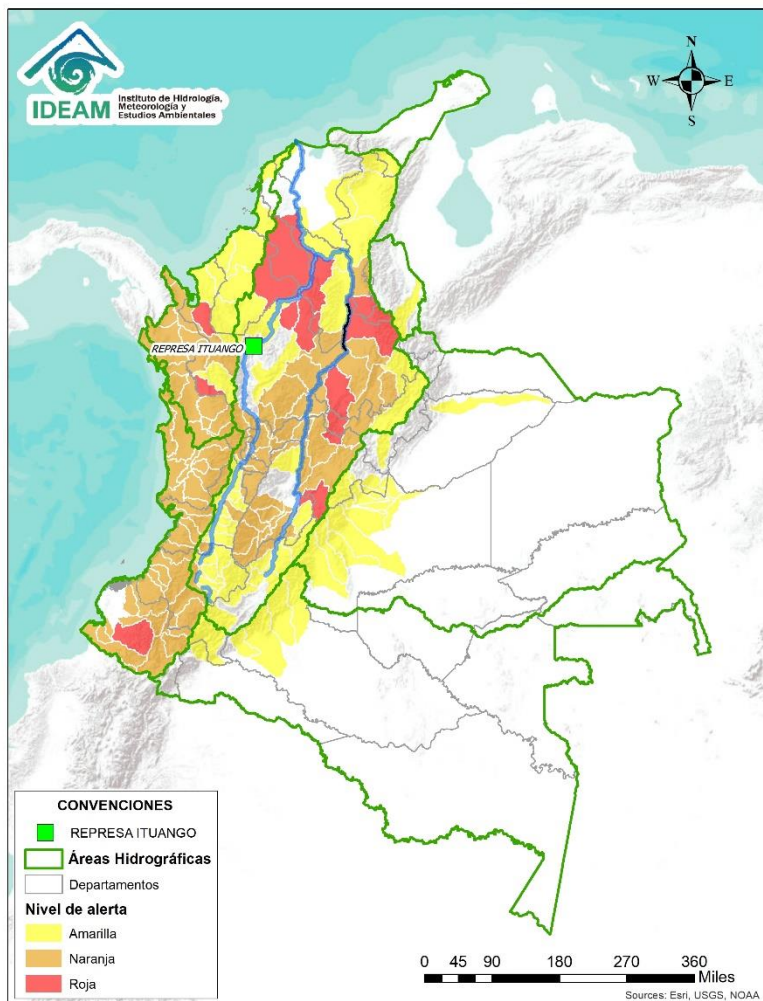 IDEAM
Instituto de Hidrología,
Meteorología y
Estudios Ambientales
N
W E
S
REPRESA ITUANGO
CONVENCIONES
REPRESA ITUANGO
Áreas Hidrográficas
Departamentos
Nivel de alerta
Amarilla
Naranja
Roja
0 45 90 180 270 360
Miles
Sources: Esri, USGS, NOAA